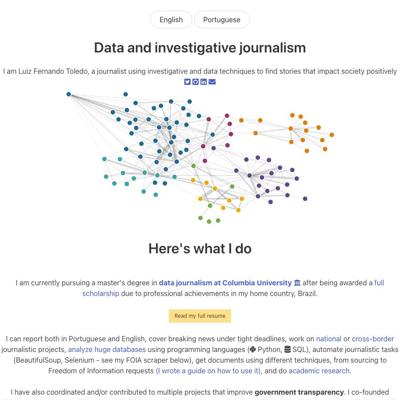 English Portuguese
Data and investigative journalism
I am Luiz Fernando Toledo, a journalist using investigative and data techniques to find stories that impact society positively
Here's what I do
I am currently pursuing a master's degree in data journalism at Columbia University after being awarded a full
scholarship due to professional achievements in my home country, Brazil.
Read my full resume
I can report both in Portuguese and English, cover breaking news under tight deadlines, work on national or cross-border
journalistic projects, analyze huge databases using programming languages ( Python, SQL), automate journalistic tasks
(BeautifulSoup, Selenium - see my FOIA scraper below), get documents using different techniques, from sourcing to
Freedom of Information requests (I wrote a guide on how to use it), and do academic research.
I have also coordinated and/or contributed to multiple projects that improve government transparency. I co-founded